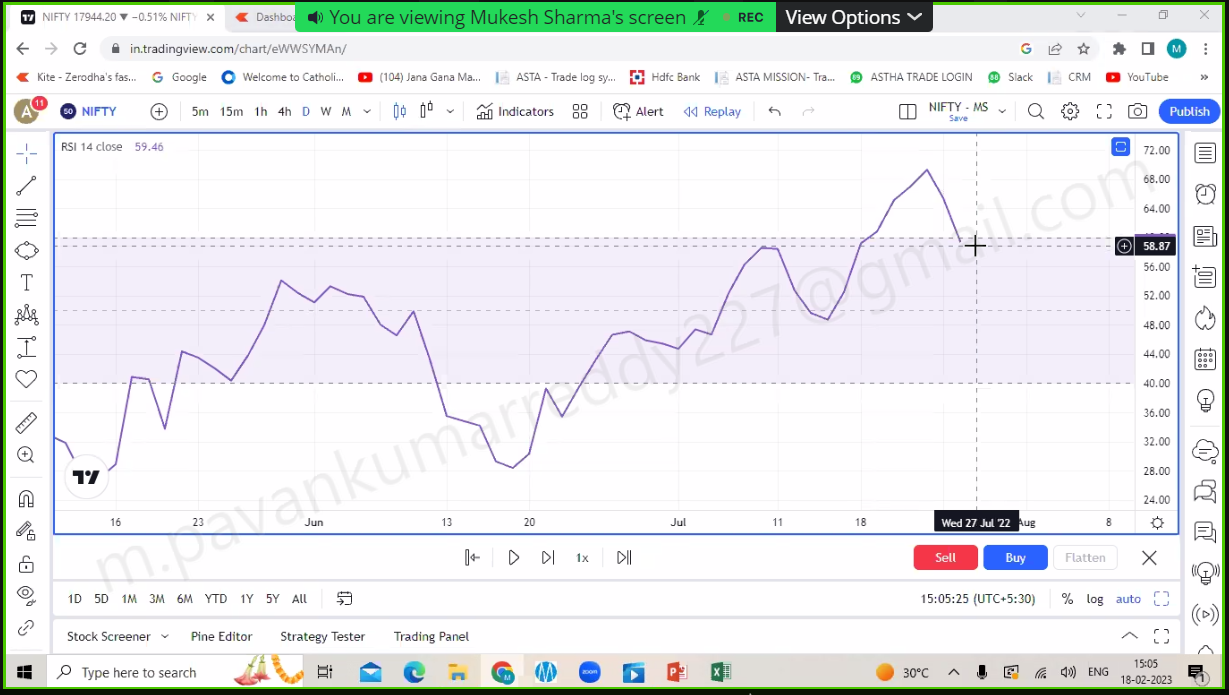 NIFTY 17944.20 ▼ −0.51% NIFTY
Dashboa
You are viewing Mukesh Sharma's screen
REC
View Options
in.tradingview.com/chart/eWWSYMAn/
M
Kite - Zerodha's fas...
Google
Welcome to Catholi...
(104) Jana Gana Ma...
ASTA - Trade log sy...
Hdfc Bank
ASTA MISSION- Tra...
ASTHA TRADE LOGIN
Slack
CRM
YouTube
»
A 11
50 NIFTY
5m 15m 1h 4h D W M
Indicators
Alert
Replay
NIFTY - MS
Save
Publish
RSI 14 close 59.46
72.00
68.00
64.00
58.87
56.00
52.00
48.00
44.00
40.00
36.00
32.00
28.00
24.00
m.pavankumarreddy227@gmail.com
16 23 Jun 13 20 Jul 11 18 Wed 27 Jul '22 Aug 8
1x
Sell
Buy
Flatten
1D 5D 1M 3M 6M YTD 1Y 5Y All
15:05:25 (UTC+5:30)
% log auto
Stock Screener
Pine Editor
Strategy Tester
Trading Panel
Type here to search
zoom
30°C
ENG
15:05
18-02-2023
1